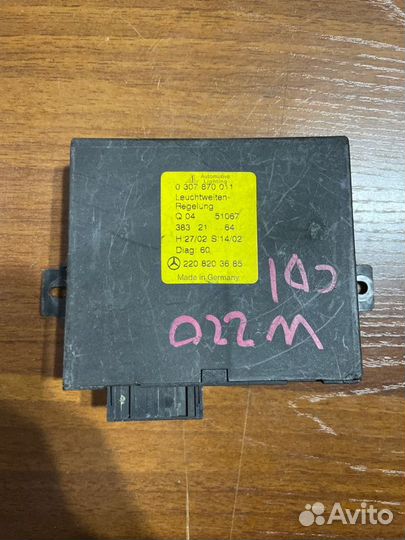 Automotive
Lighting
0 307 870 011
Leuchtweiten-
Regelung
Q 04 51067
383 21 64
H 27/02 S 14/02
Diag: 60
220 820 36 85
Made in Germany
W220
CDI
Avito